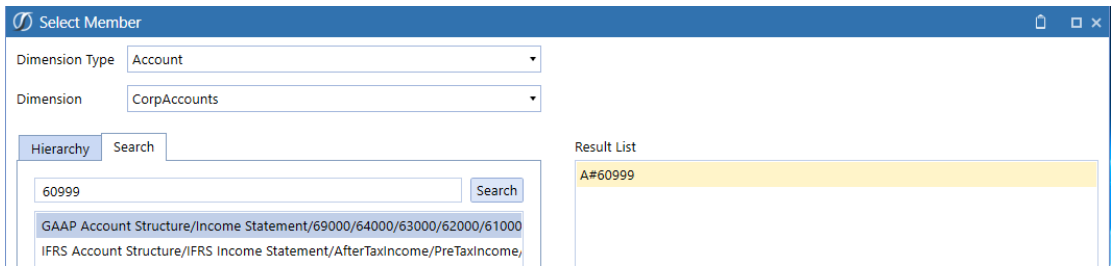 Select Member
Dimension Type Account
Dimension CorpAccounts
Hierarchy Search
60999 Search
GAAP Account Structure/Income Statement/69000/64000/63000/62000/61000
IFRS Account Structure/IFRS Income Statement/AfterTaxIncome/PreTaxIncome/
Result List
A#60999